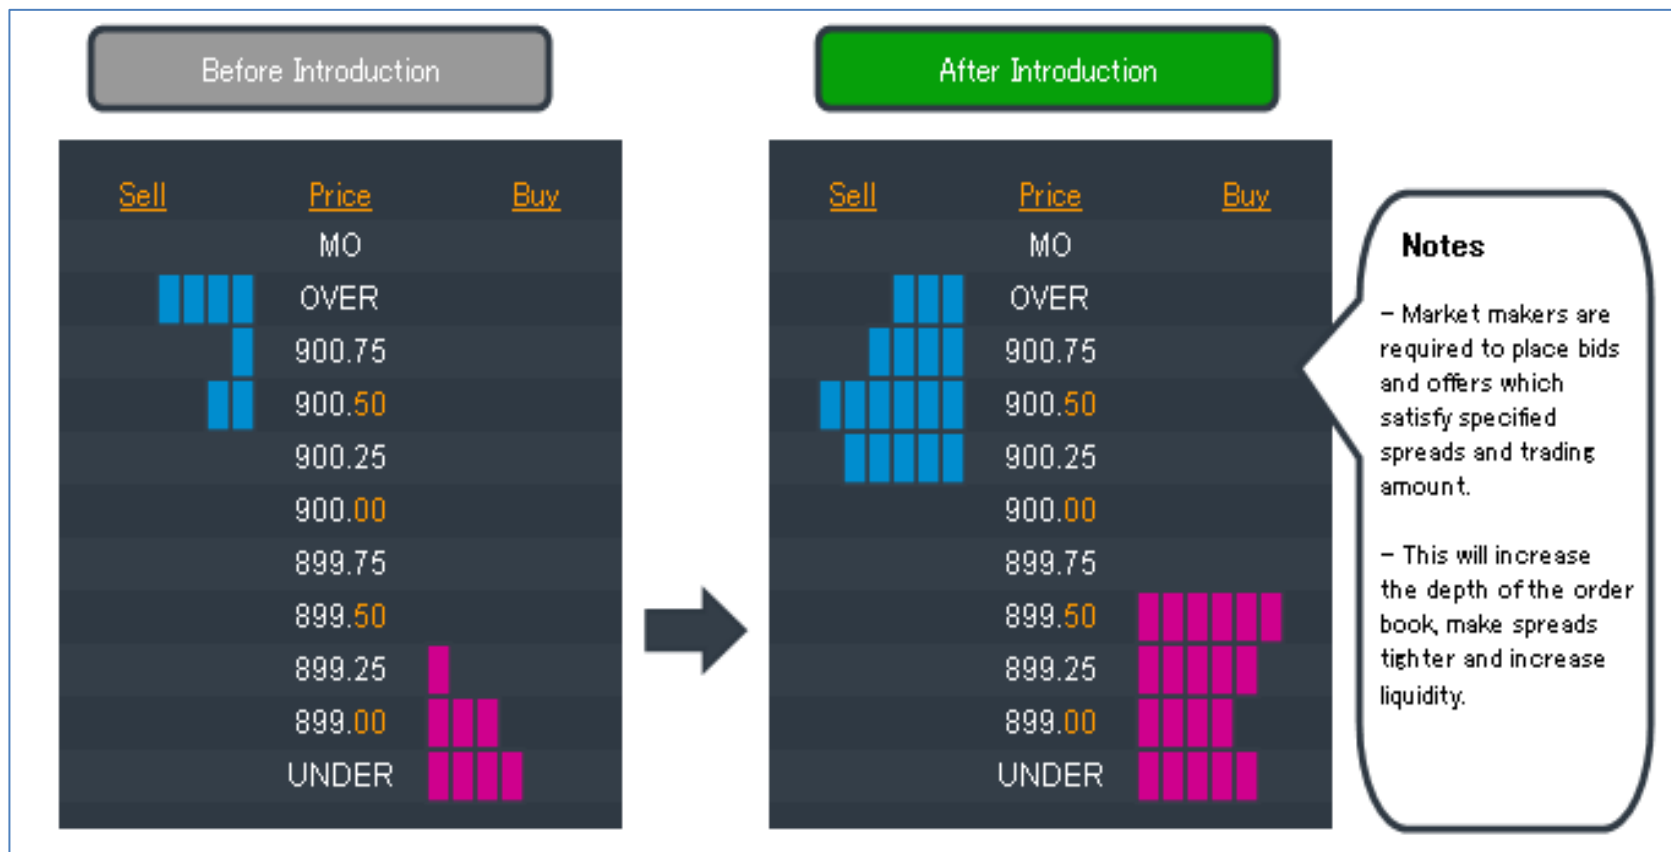 Before Introduction
After Introduction
Sell Price Buy
MO
OVER
900.75
900.50
900.25
900.00
899.75
899.50
899.25
899.00
UNDER
Sell Price Buy
MO
OVER
900.75
900.50
900.25
900.00
899.75
899.50
899.25
899.00
UNDER
Notes
- Market makers are
required to place bids
and offers which
satisfy specified
spreads and trading
amount.
- This will increase
the depth of the order
book, make spreads
tighter and increase
liquidity.